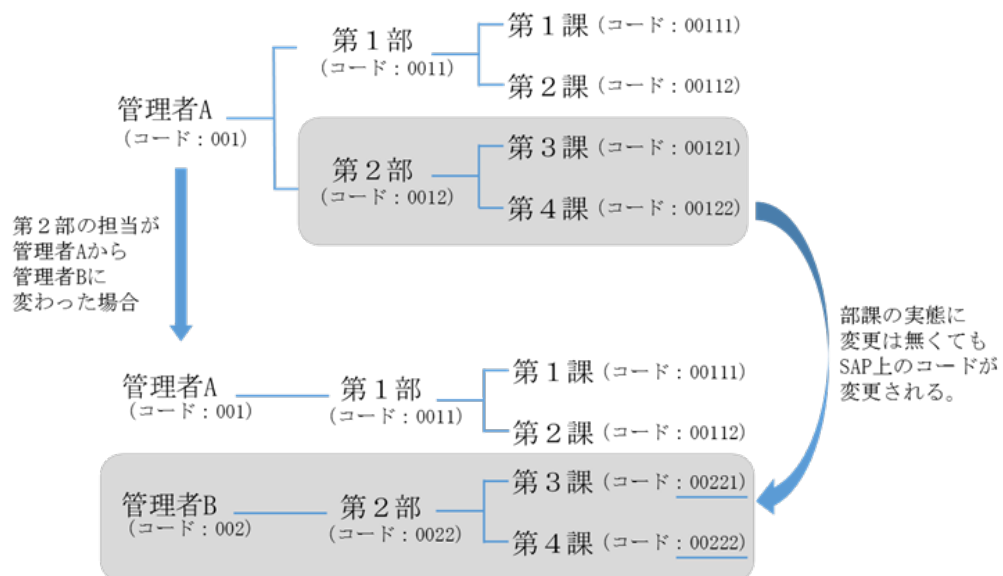 第１部
(コード：0011)
第１課 (コード：00111)
第２課 (コード：00112)
管理者A
(コード：001)
第２部
(コード：0012)
第３課 (コード：00121)
第４課 (コード：00122)
第２部の担当が
管理者Aから
管理者Bに
変わった場合
部課の実態に
変更は無くても
SAP上のコードが
変更される。
管理者A
(コード：001)
第１部
(コード：0011)
第１課 (コード：00111)
第２課 (コード：00112)
管理者B
(コード：002)
第２部
(コード：0022)
第３課 (コード：00221)
第４課 (コード：00222)